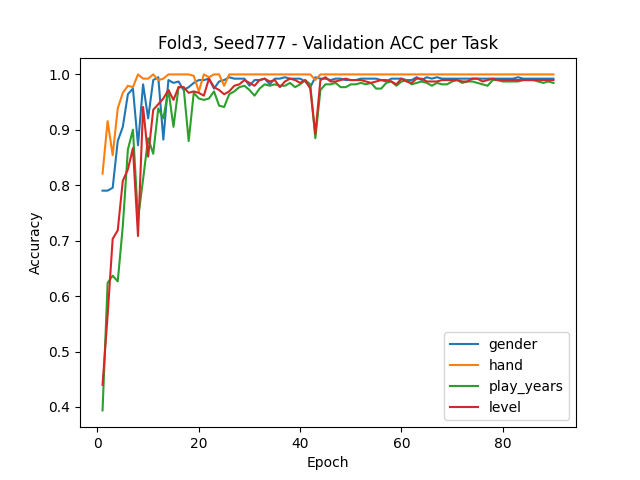 Fold3, Seed777 - Validation ACC per Task
1.0
0.9
0.8
0.7
0.6
0.5
0.4
Accuracy
0
20
40
60
80
Epoch
gender
hand
play_years
level